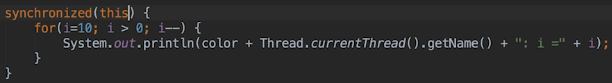 synchronized(this) {
    for(i=10; i > 0; i--) {
        System.out.println(color + Thread.currentThread().getName() + ": i =" + i);
    }
}